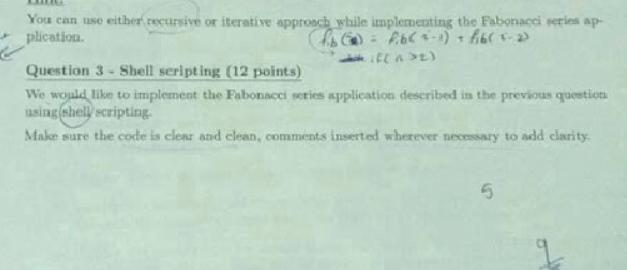 You can use either recursive or iterative approach while implementing the Fabonacci series ap-
plication.
fib(n) = fib(n-1) + fib(n-2)
if(n>2)
Question 3 - Shell scripting (12 points)
We would like to implement the Fabonacci series application described in the previous question
using shell scripting.
Make sure the code is clear and clean, comments inserted wherever necessary to add clarity.
5
9